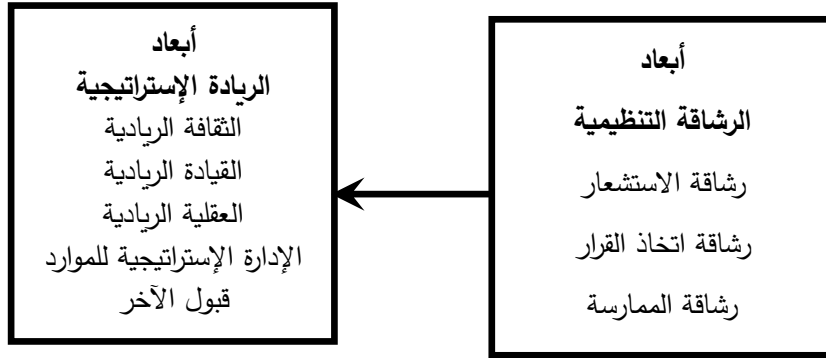 أبعاد
الرشاقة التنظيمية
رشاقة الاستشعار
رشاقة اتخاذ القرار
رشاقة الممارسة
أبعاد
الريادة الإستراتيجية
الثقافة الريادية
القيادة الريادية
العقلية الريادية
الإدارة الإستراتيجية للموارد
قبول الآخر